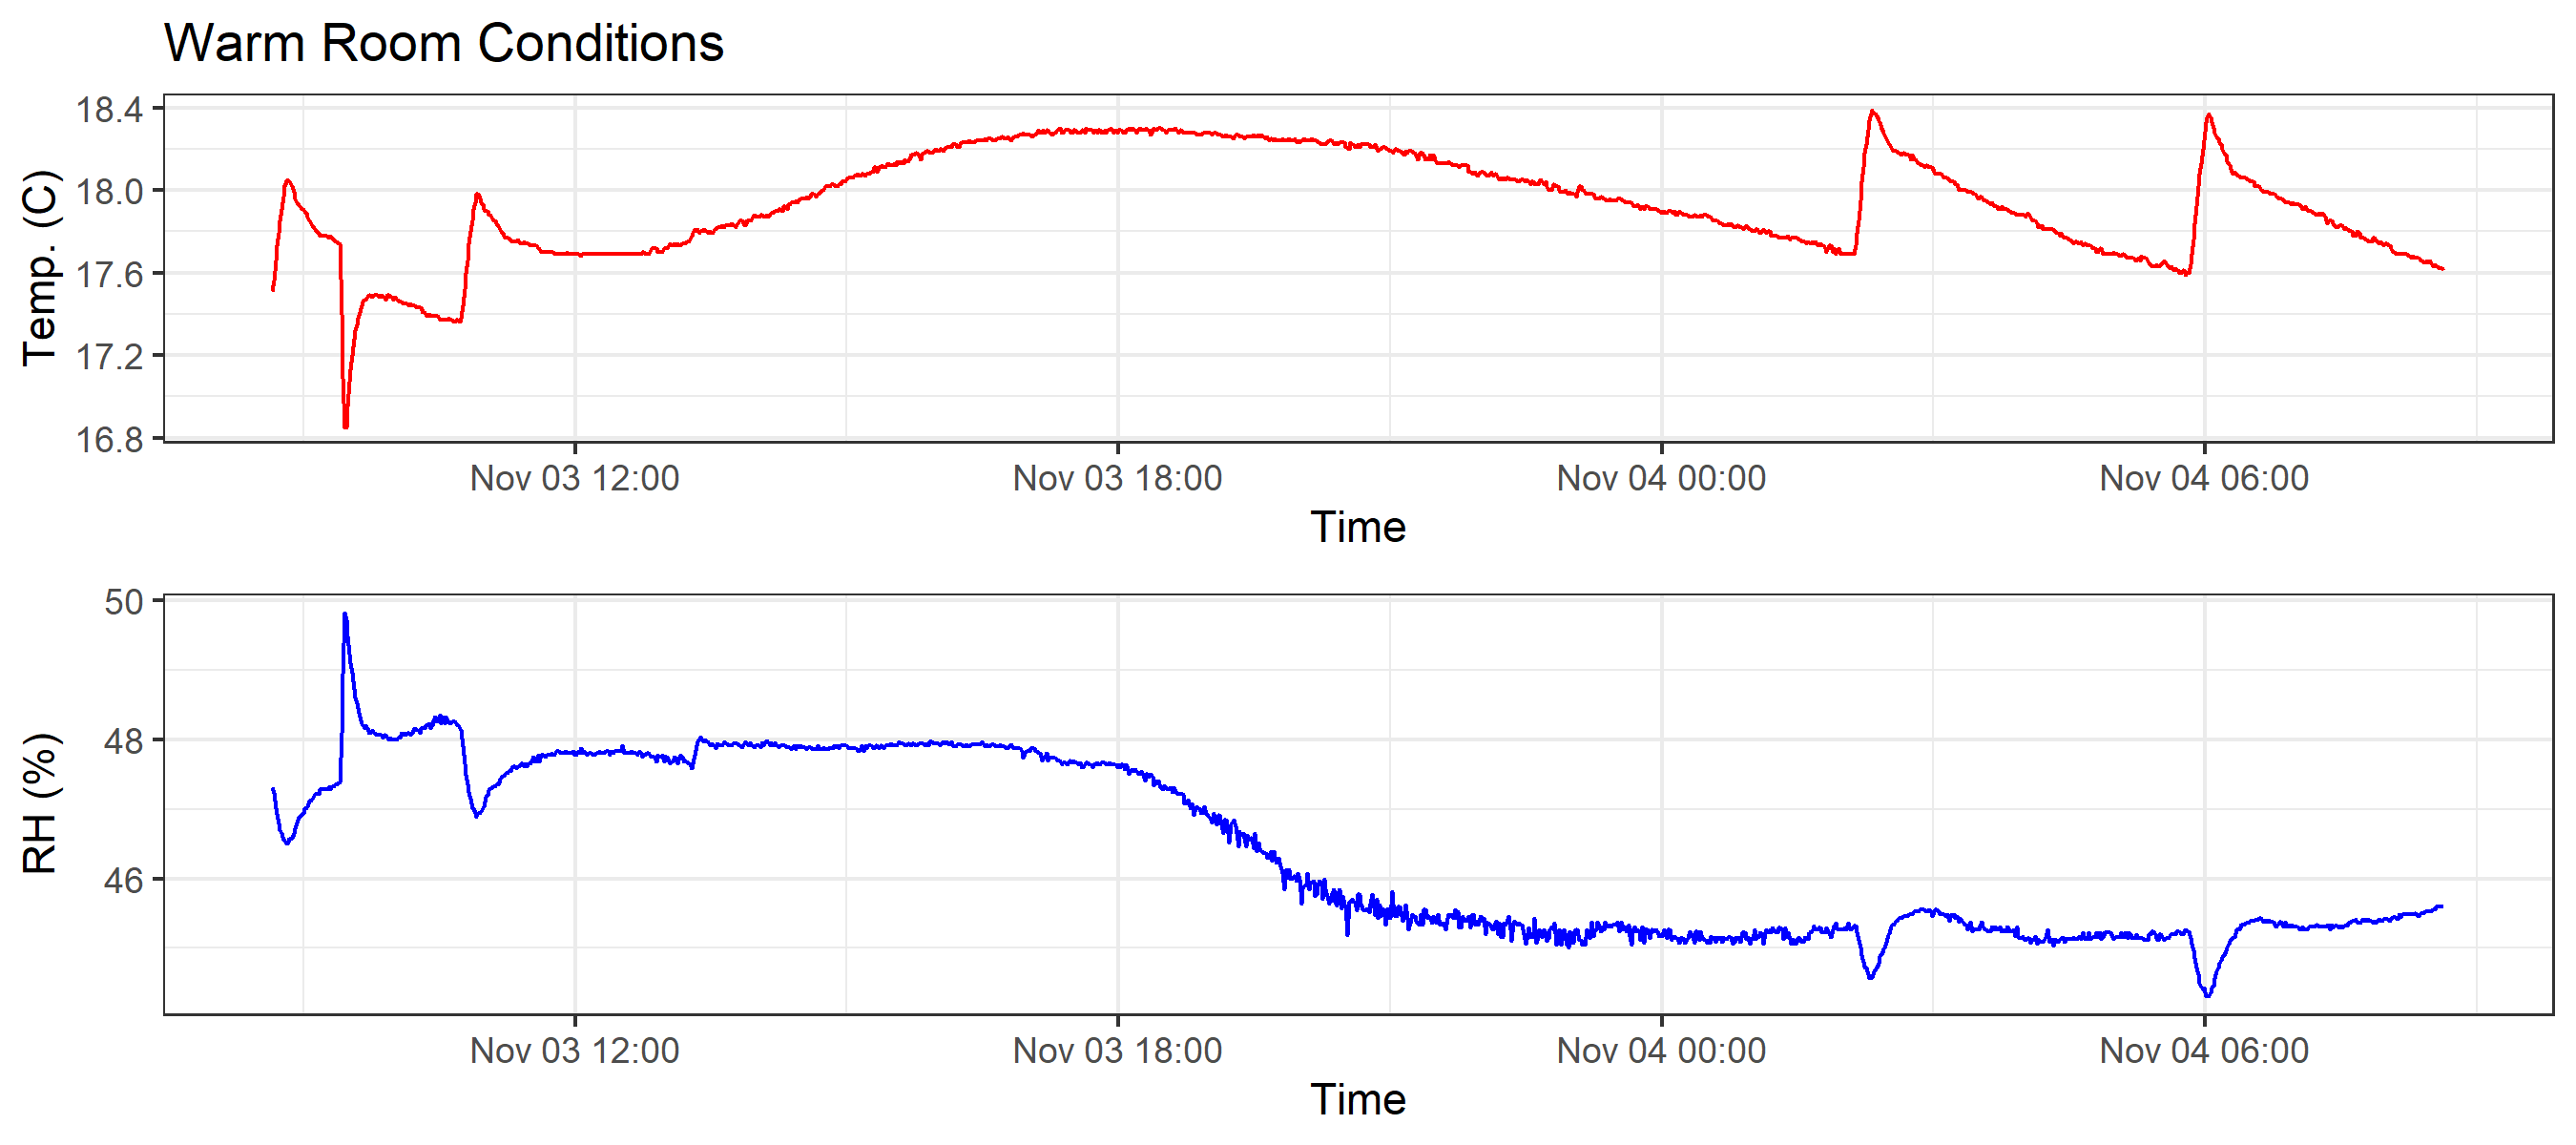 Warm Room Conditions
18.4
18.0
17.6
17.2
16.8
Temp. (C)
Nov 03 12:00 Nov 03 18:00 Nov 04 00:00 Nov 04 06:00
Time
50
48
46
RH (%)
Nov 03 12:00 Nov 03 18:00 Nov 04 00:00 Nov 04 06:00
Time